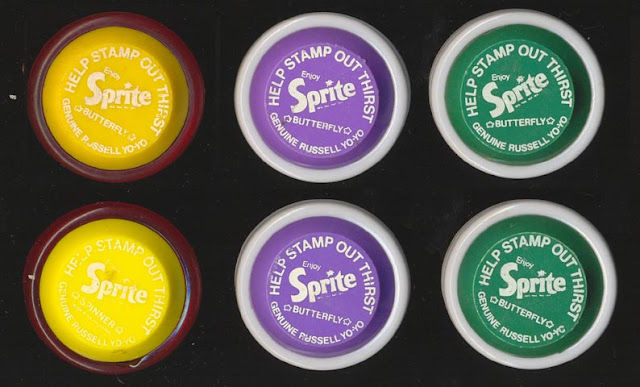 HELP STAMP OUT THIRST
Enjoy
Sprite
BUTTERFLY
GENUINE RUSSELL YO-YO
HELP STAMP OUT THIRST
Enjoy
Sprite
BUTTERFLY
GENUINE RUSSELL YO-YO
HELP STAMP OUT THIRST
Enjoy
Sprite
BUTTERFLY
GENUINE RUSSELL YO-YO
HELP STAMP OUT THIRST
Enjoy
Sprite
SPINNER
GENUINE RUSSELL YO-YO
HELP STAMP OUT THIRST
Enjoy
Sprite
BUTTERFLY
GENUINE RUSSELL YO-YO
HELP STAMP OUT THIRST
Enjoy
Sprite
BUTTERFLY
GENUINE RUSSELL YO-YO